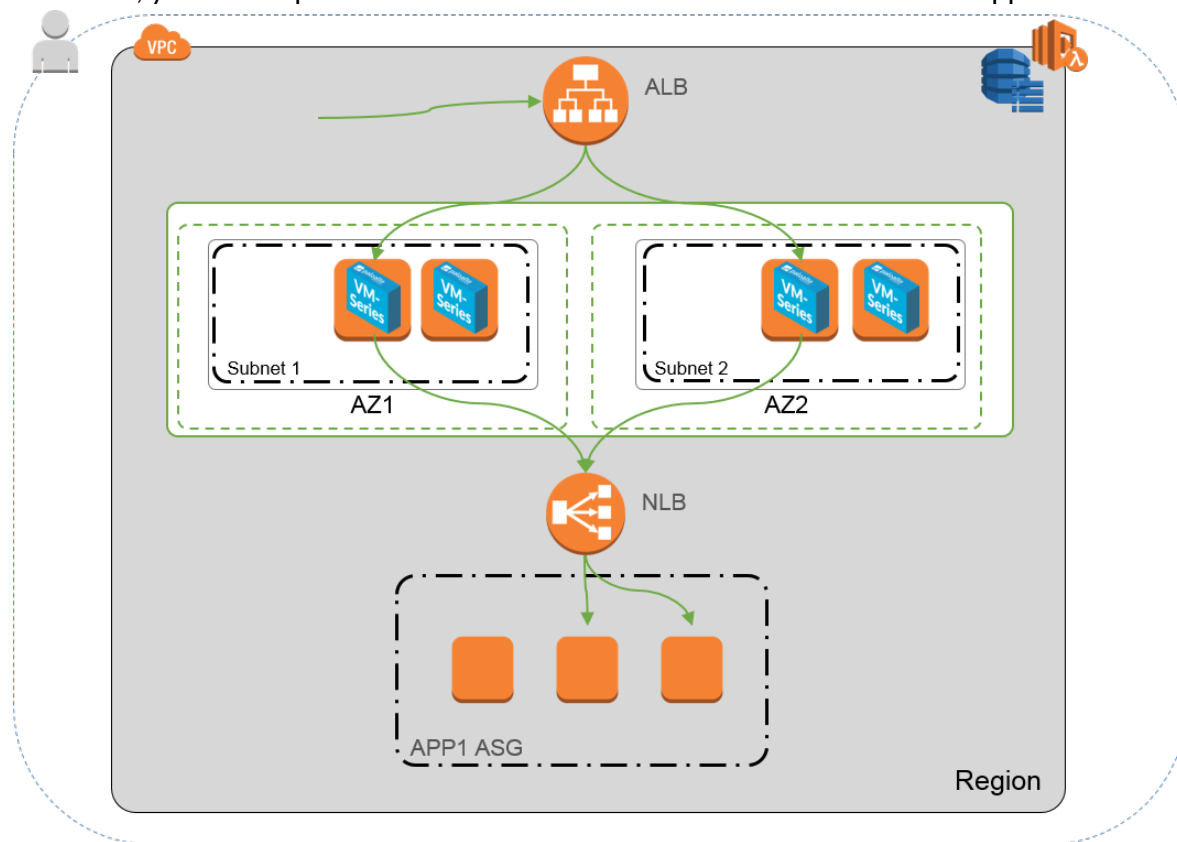 VPC
ALB
VM-
Series
VM-
Series
VM-
Series
VM-
Series
Subnet 1
Subnet 2
AZ1
AZ2
NLB
APP1 ASG
Region
λ